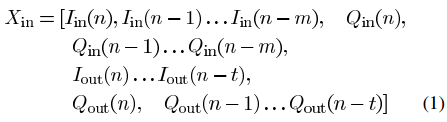 X_in = [I_in(n), I_in(n − 1) … I_in(n − m), Q_in(n),
Q_in(n − 1) … Q_in(n − m),
I_out(n) … I_out(n − t),
Q_out(n), Q_out(n − 1) … Q_out(n − t)] (1)